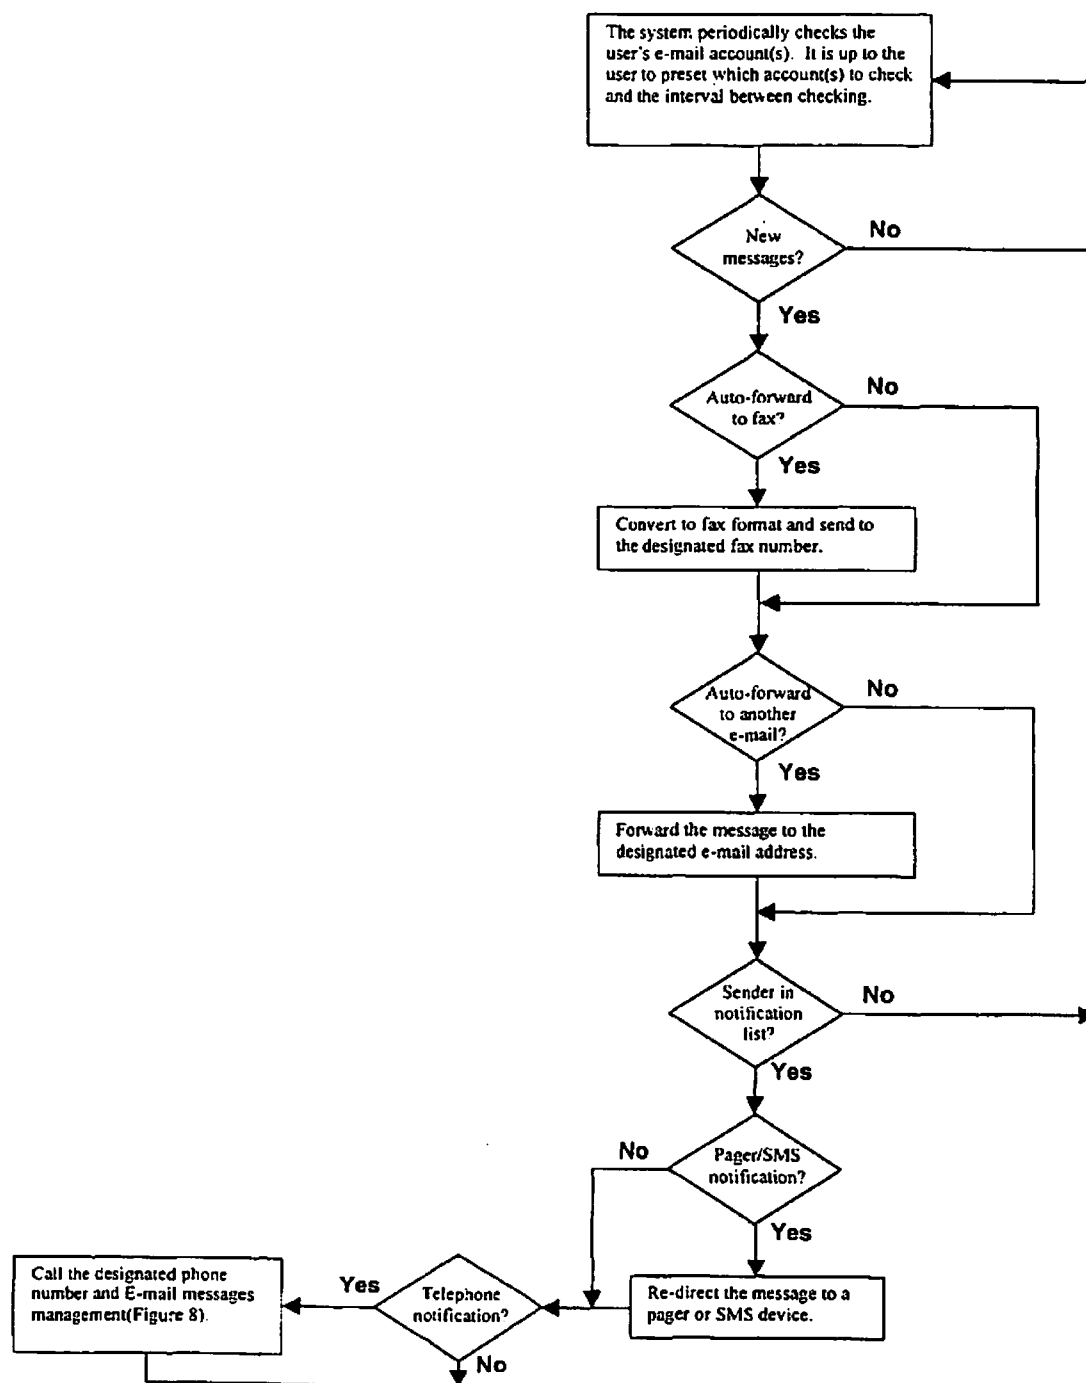 The system periodically checks the
user's e-mail account(s). It is up to the
user to preset which account(s) to check
and the interval between checking.
New
messages?
No
Yes
Auto-forward
to fax?
No
Yes
Convert to fax format and send to
the designated fax number.
Auto-forward
to another
e-mail?
No
Yes
Forward the message to the
designated e-mail address.
Sender in
notification
list?
No
Yes
Pager/SMS
notification?
No
Yes
Re-direct the message to a
pager or SMS device.
Telephone
notification?
Yes
No
Call the designated phone
number and E-mail messages
management(Figure 8).